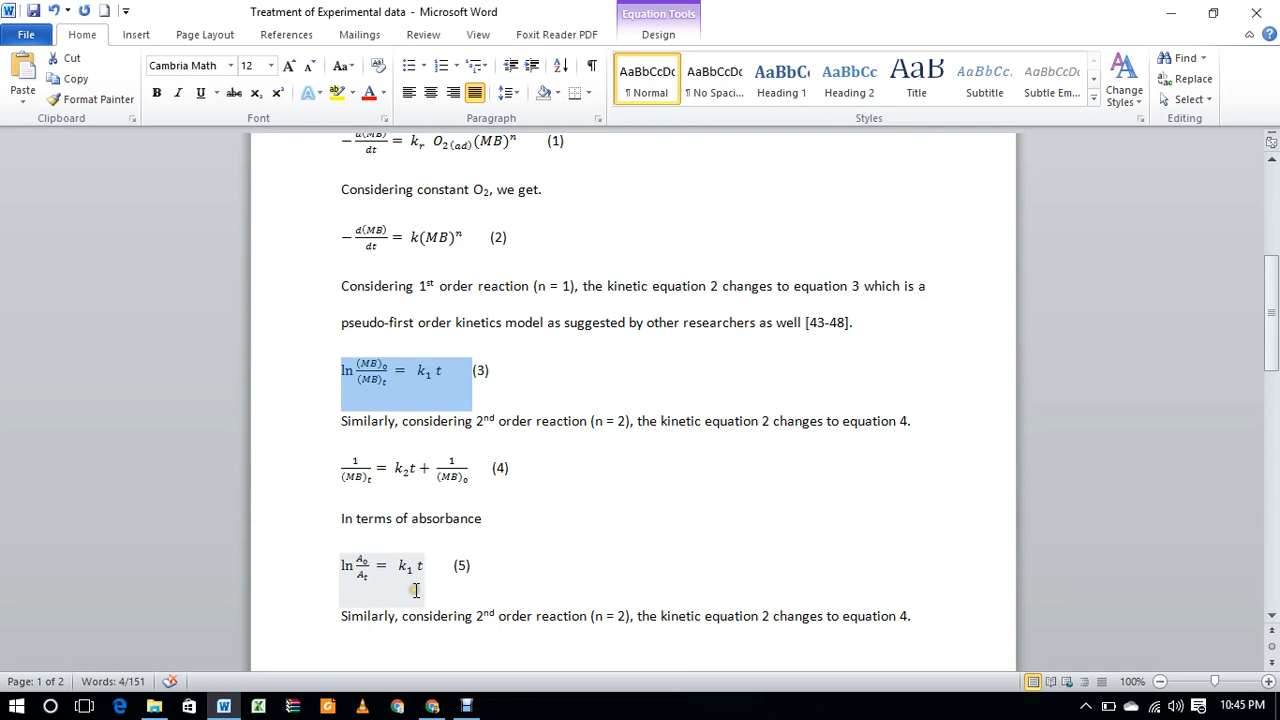 Treatment of Experimental data - Microsoft Word
Equation Tools
File Home Insert Page Layout References Mailings Review View Foxit Reader PDF Design
Paste
Cut
Copy
Format Painter
Clipboard
Cambria Math 12
Font
Paragraph
AaBbCcDc AaBbCcDc AaBbC AaBbCc AaB AaBbCc. AaBbCcDc
¶ Normal ¶ No Spaci... Heading 1 Heading 2 Title Subtitle Subtle Em...
Change Styles
Styles
Find
Replace
Select
Editing
− d(MB)/dt = k_r O₂(ad)(MB)ⁿ (1)
Considering constant O₂, we get.
− d(MB)/dt = k(MB)ⁿ (2)
Considering 1st order reaction (n = 1), the kinetic equation 2 changes to equation 3 which is a
pseudo-first order kinetics model as suggested by other researchers as well [43-48].
ln (MB)₀/(MB)t = k₁ t (3)
Similarly, considering 2nd order reaction (n = 2), the kinetic equation 2 changes to equation 4.
1/(MB)t = k₂t + 1/(MB)₀ (4)
In terms of absorbance
ln A₀/At = k₁ t (5)
Similarly, considering 2nd order reaction (n = 2), the kinetic equation 2 changes to equation 4.
Page: 1 of 2 Words: 4/151 100%
10:45 PM